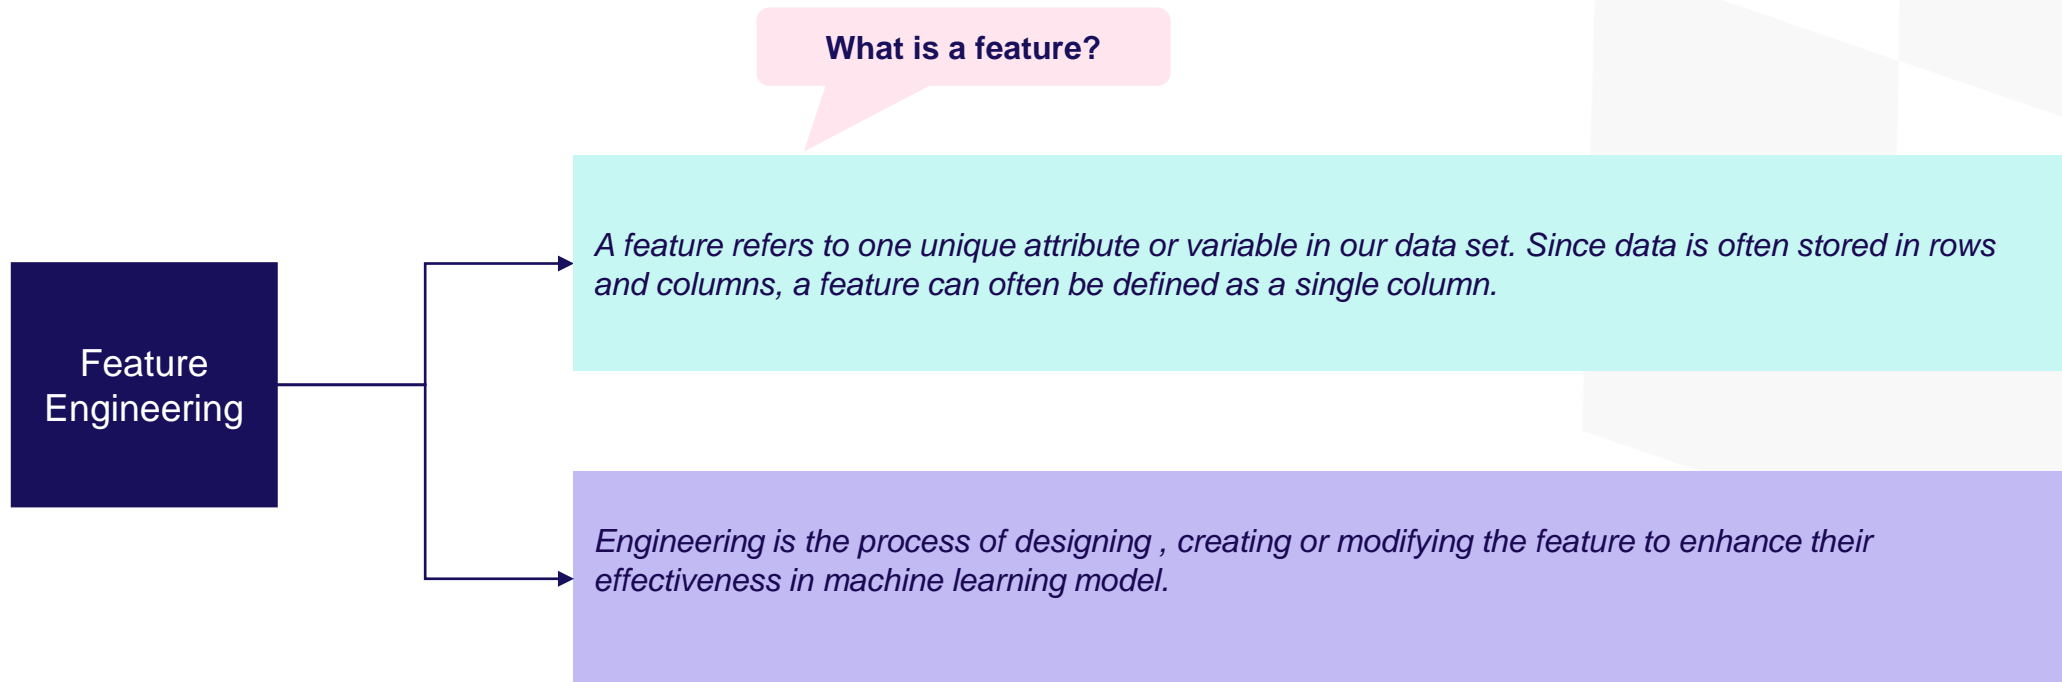 What is a feature?
A feature refers to one unique attribute or variable in our data set. Since data is often stored in rows
and columns, a feature can often be defined as a single column.
Feature
Engineering
Engineering is the process of designing , creating or modifying the feature to enhance their
effectiveness in machine learning model.